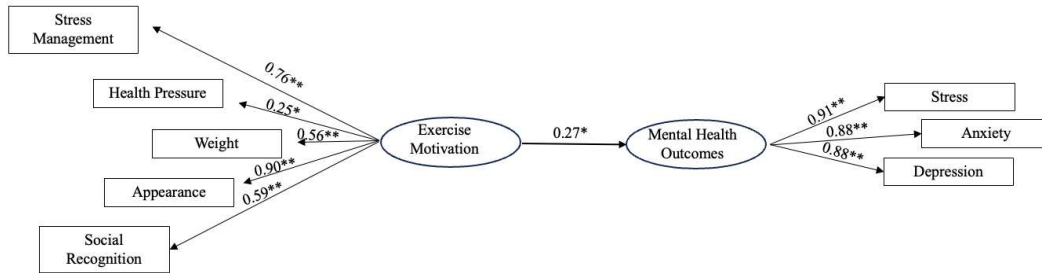 Stress
Management
0.76**
Health Pressure
0.25*
Weight
0.56**
Appearance
0.90**
Social
Recognition
0.59**
Exercise
Motivation
0.27*
Mental Health
Outcomes
0.91**
Stress
0.88**
Anxiety
0.88**
Depression